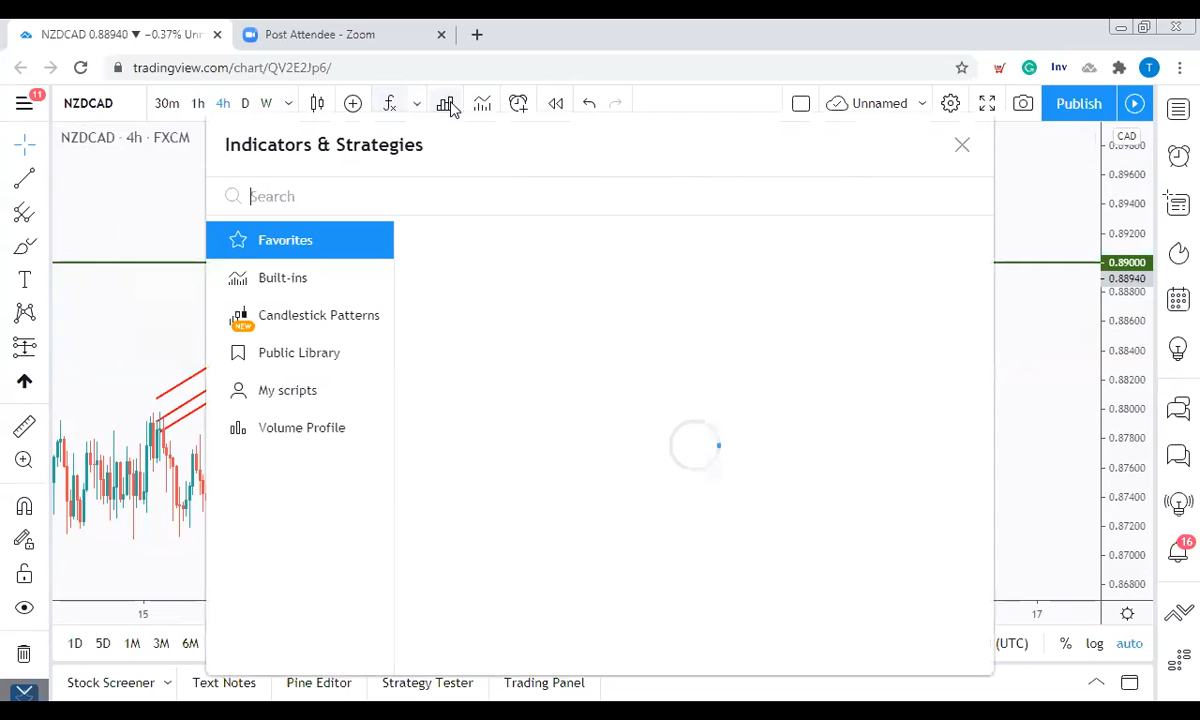 NZDCAD 0.88940 ▼ −0.37% Unn
Post Attendee - Zoom
tradingview.com/chart/QV2E2Jp6/
Inv
T
11
NZDCAD
30m 1h 4h D W
fx
Unnamed
Publish
NZDCAD · 4h · FXCM
Indicators & Strategies
Search
Favorites
Built-ins
Candlestick Patterns
NEW
Public Library
My scripts
Volume Profile
CAD
0.89600
0.89400
0.89200
0.89000
0.88940
0.88800
0.88600
0.88400
0.88200
0.88000
0.87800
0.87600
0.87400
0.87200
0.87000
0.86800
16
15
17
1D 5D 1M 3M 6M
(UTC) % log auto
Stock Screener Text Notes Pine Editor Strategy Tester Trading Panel